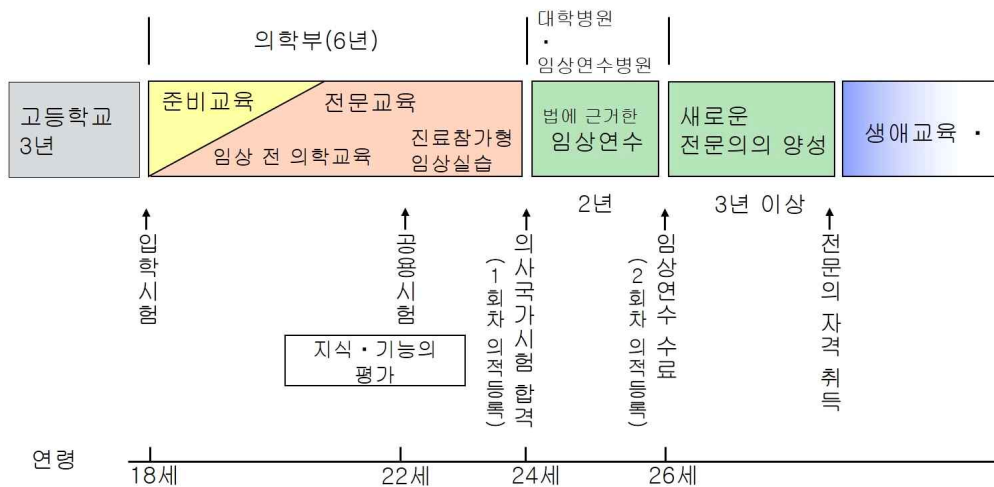 의학부(6년)
대학병원
·
임상연수병원
고등학교
3년
준비교육
전문교육
임상 전 의학교육
진료참가형
임상실습
법에 근거한
임상연수
새로운
전문의의 양성
생애교육 ·
2년
3년 이상
입학시험
공용시험
지식·기능의
평가
의사국가시험 합격
(1회차 의적등록)
임상연수 수료
(2회차 의적등록)
전문의 자격 취득
연령
18세
22세
24세
26세